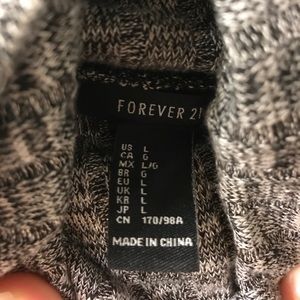 FOREVER 21
US L
CA G
MX L/G
BR G
EU L
UK L
KR L
JP L
CN 170/98A
MADE IN CHINA